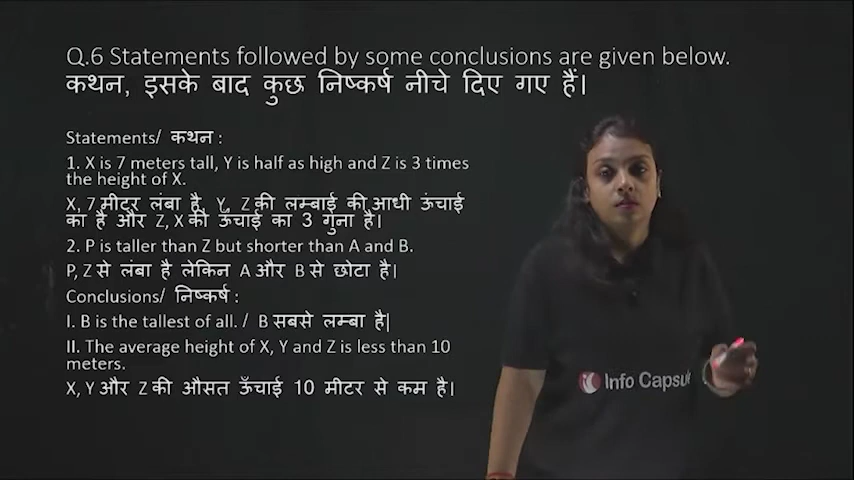 Q.6 Statements followed by some conclusions are given below.
कथन, इसके बाद कुछ निष्कर्ष नीचे दिए गए हैं।
Statements/ कथन :
1. X is 7 meters tall, Y is half as high and Z is 3 times
the height of X.
X, 7 मीटर लंबा है, Y, Z की लम्बाई की आधी ऊंचाई
का है और Z, X की ऊँचाई का 3 गुना है।
2. P is taller than Z but shorter than A and B.
P, Z से लंबा है लेकिन A और B से छोटा है।
Conclusions/ निष्कर्ष :
I. B is the tallest of all. / B सबसे लम्बा है|
II. The average height of X, Y and Z is less than 10
meters.
X, Y और Z की औसत ऊँचाई 10 मीटर से कम है।
Info Capsule